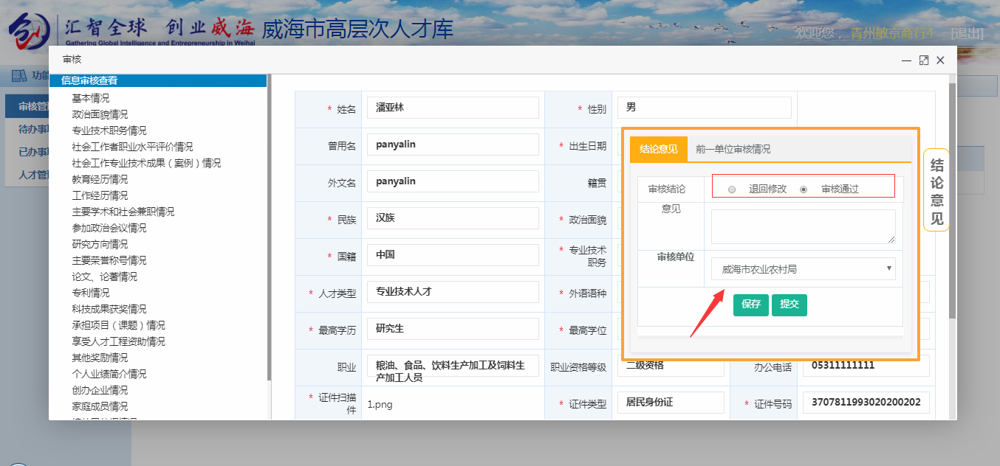 汇智全球 创业威海 威海市高层次人才库
Gathering Global Intelligence and Entrepreneurship in Weihai
欢迎您， 青州敏京商行4 [退出]
功能
审核管
待办事
已办事
人才管
审核
信息审核查看
基本情况
政治面貌情况
专业技术职务情况
社会工作者职业水平评价情况
社会工作专业技术成果（案例）情况
教育经历情况
工作经历情况
主要学术和社会兼职情况
参加政治会议情况
研究方向情况
主要荣誉称号情况
论文、论著情况
专利情况
科技成果获奖情况
承担项目（课题）情况
享受人才工程资助情况
其他奖励情况
个人业绩简介情况
创办企业情况
家庭成员情况
* 姓名 潘亚林 * 性别 男
曾用名 panyalin * 出生日期
外文名 panyalin 籍贯
* 民族 汉族 * 政治面貌
* 国籍 中国 * 专业技术
职务
* 人才类型 专业技术人才 * 外语语种
* 最高学历 研究生 * 最高学位
职业 粮油、食品、饮料生产加工及饲料生
产加工人员
职业资格等级 二级资格 办公电话 05311111111
* 证件扫描
件
1.png * 证件类型 居民身份证 * 证件号码 3707811993020200202
结论意见 前一单位审核情况
审核结论 退回修改 审核通过
意见
审核单位 威海市农业农村局
保存 提交
结
论
意
见